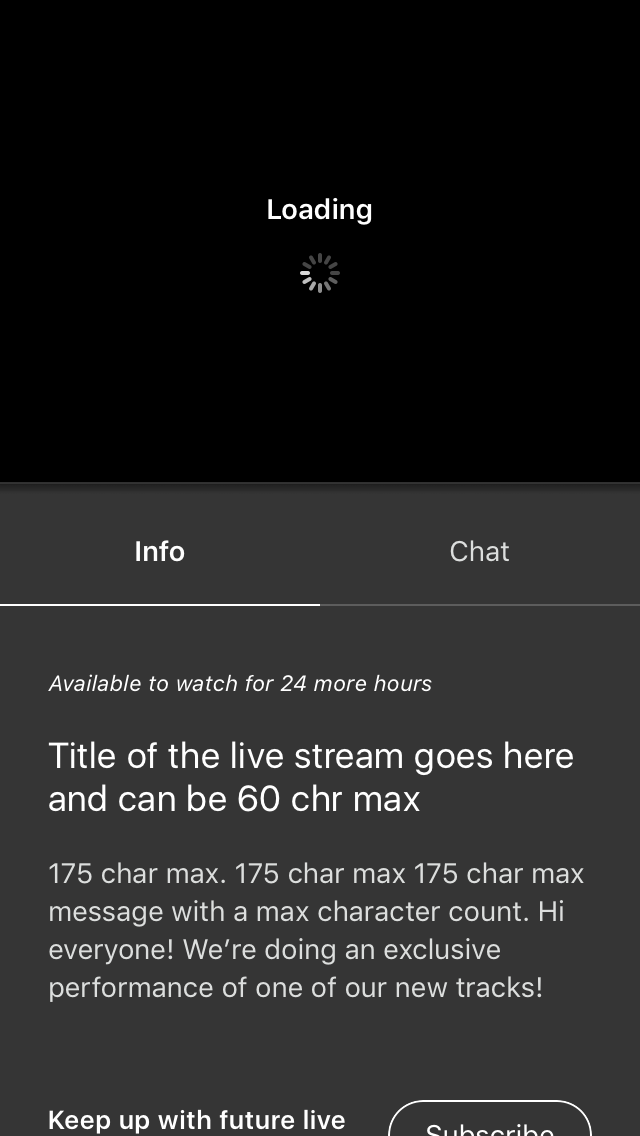 Loading
Info
Chat
Available to watch for 24 more hours
Title of the live stream goes here
and can be 60 chr max
175 char max. 175 char max 175 char max
message with a max character count. Hi
everyone! We’re doing an exclusive
performance of one of our new tracks!
Keep up with future live
Subscribe